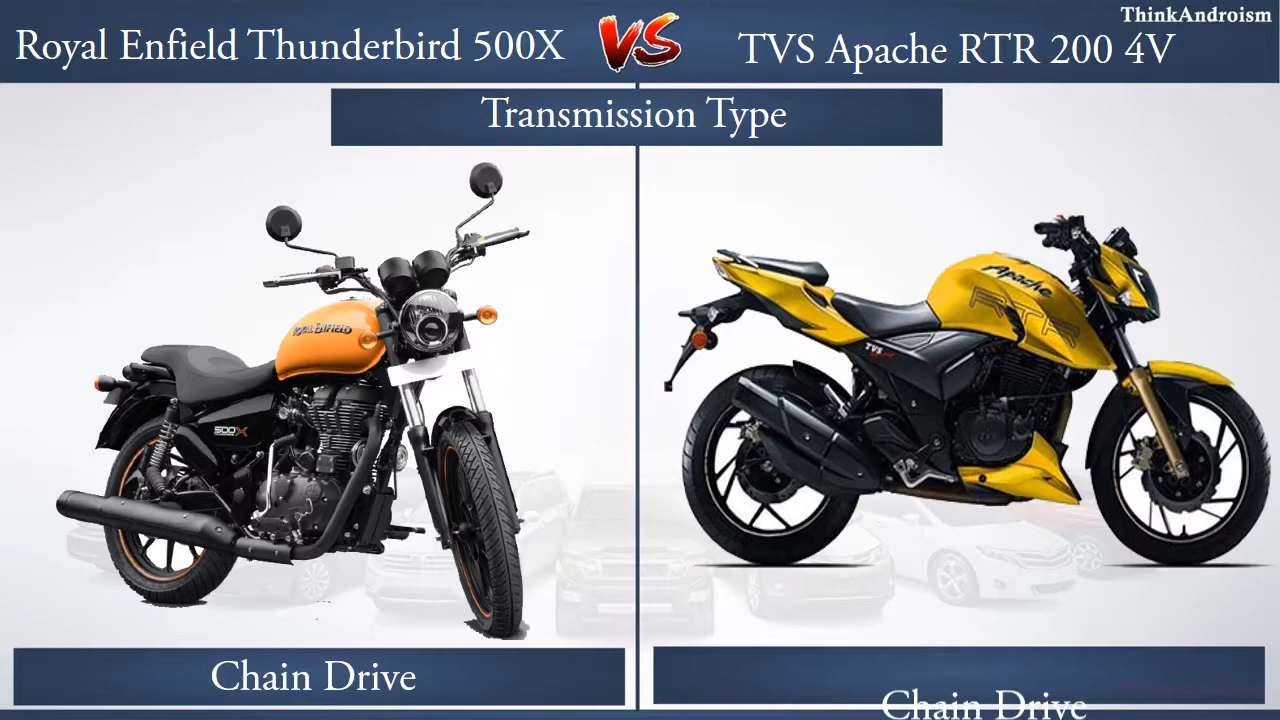 ThinkAndroism
Royal Enfield Thunderbird 500X
VS
TVS Apache RTR 200 4V
Transmission Type
ROYAL ENFIELD
500X
Apache
RTR
TVS
Chain Drive
Chain Drive